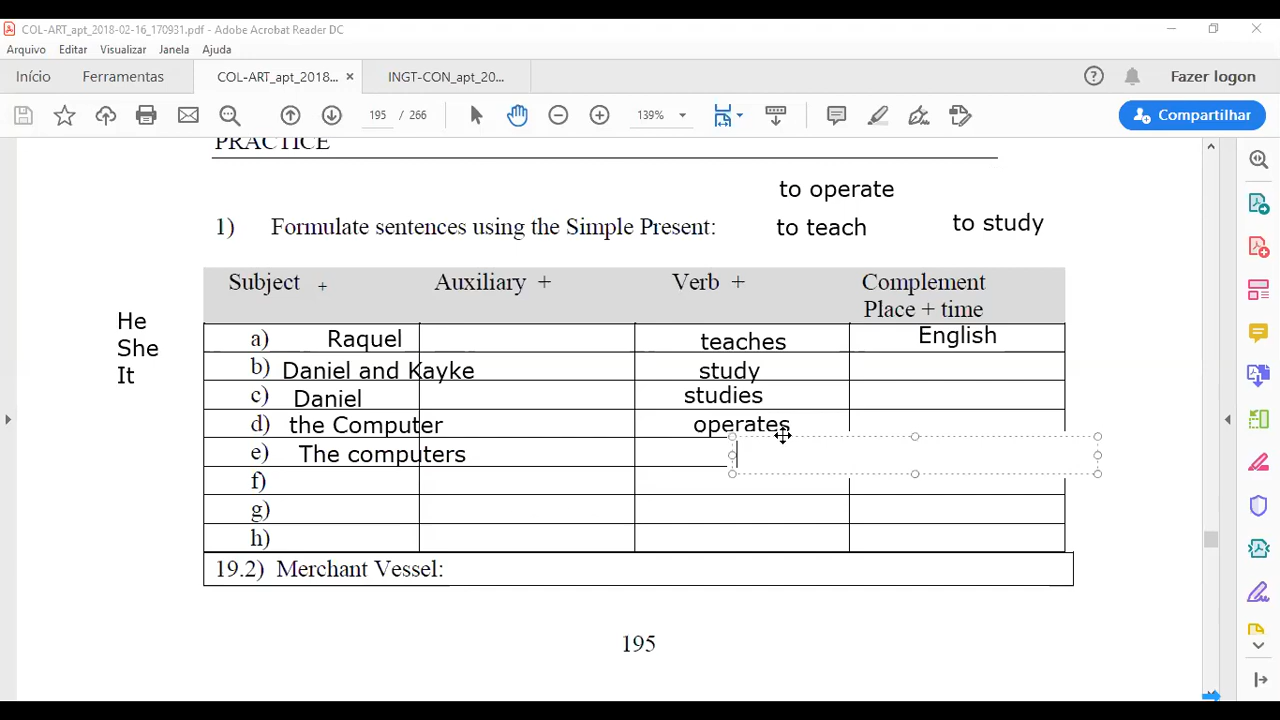 COL-ART_apt_2018-02-16_170931.pdf - Adobe Acrobat Reader DC
Arquivo Editar Visualizar Janela Ajuda
Início Ferramentas COL-ART_apt_2018... × INGT-CON_apt_20... Fazer logon
195 / 266 139% Compartilhar
PRACTICE
to operate
1) Formulate sentences using the Simple Present: to teach to study
Subject + Auxiliary + Verb + Complement
Place + time
He
She
It
a) Raquel teaches English
b) Daniel and Kayke study
c) Daniel studies
d) the Computer operates
e) The computers
f)
g)
h)
19.2) Merchant Vessel:
195